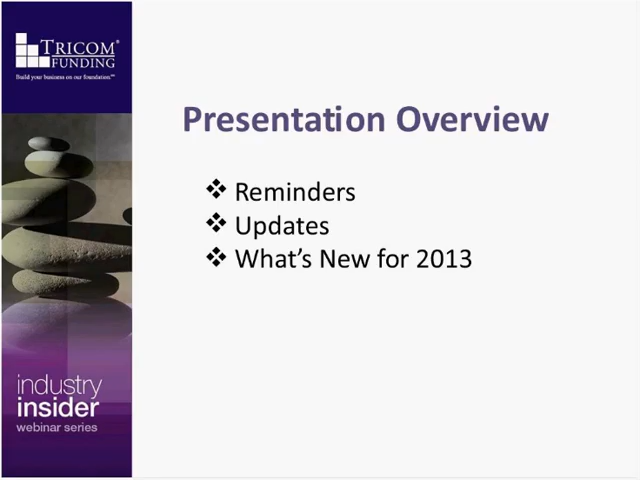 TRICOM®
FUNDING
Build your business on our foundation.℠
Presentation Overview
❖ Reminders
❖ Updates
❖ What's New for 2013
industry
insider
webinar series